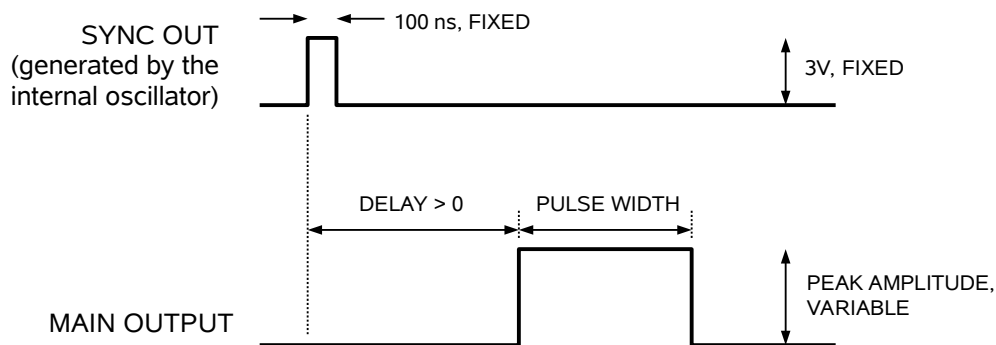 100 ns, FIXED
SYNC OUT
(generated by the
internal oscillator)
3V, FIXED
DELAY > 0
PULSE WIDTH
PEAK AMPLITUDE,
VARIABLE
MAIN OUTPUT